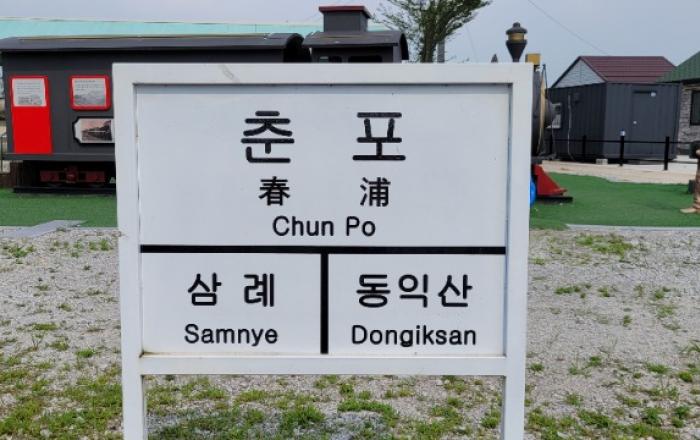 춘 포
春 浦
Chun Po
삼 례
Samnye
동익산
Dongiksan